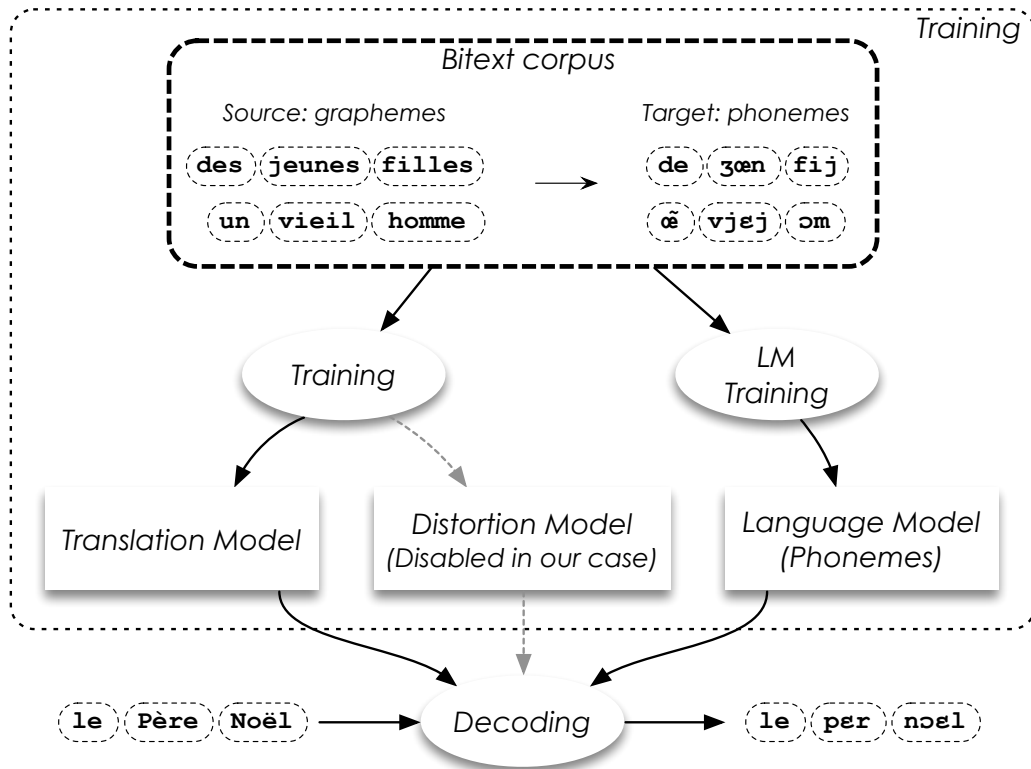 Training
Bitext corpus
Source: graphemes
Target: phonemes
des jeunes filles
de ʒœn fij
un vieil homme
œ̃ vjɛj ɔm
Training
LM
Training
Translation Model
Distortion Model
(Disabled in our case)
Language Model
(Phonemes)
le Père Noël
Decoding
le pɛr nɔɛl